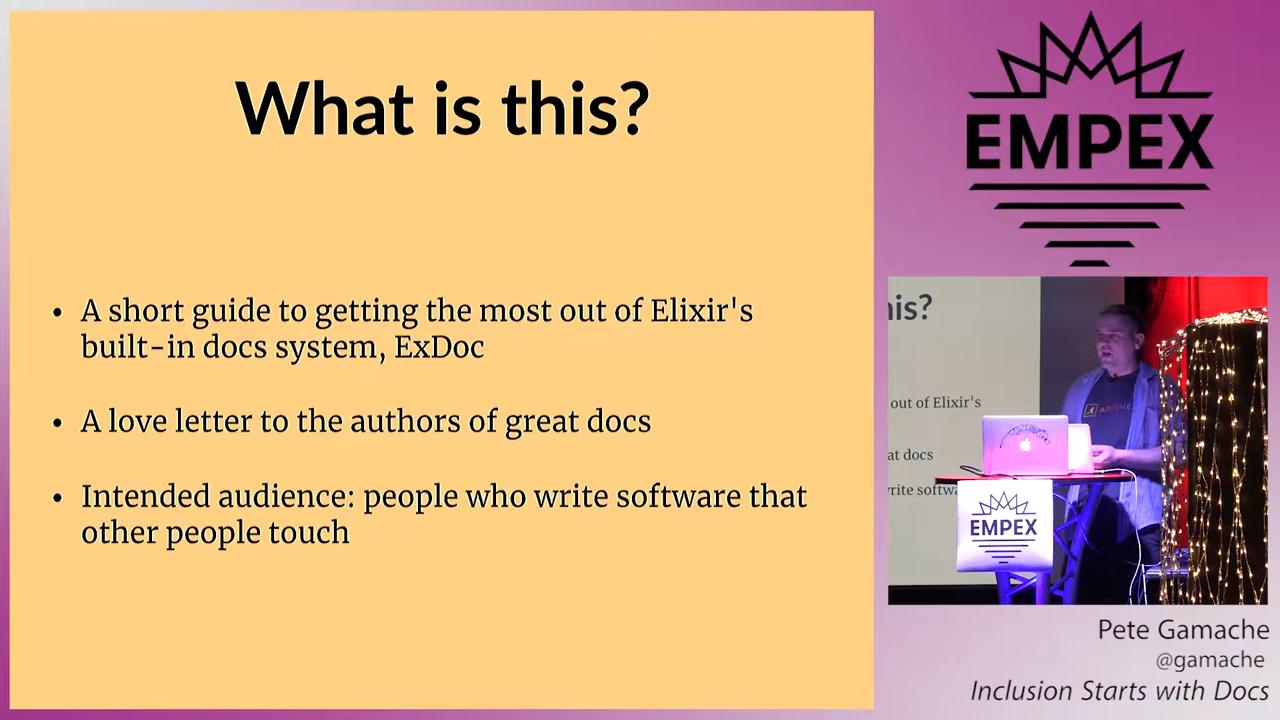 What is this?
• A short guide to getting the most out of Elixir's
built-in docs system, ExDoc
• A love letter to the authors of great docs
• Intended audience: people who write software that
other people touch
EMPEX
his?
out of Elixir's
at docs
write softwa
EMPEX
Pete Gamache
@gamache
Inclusion Starts with Docs